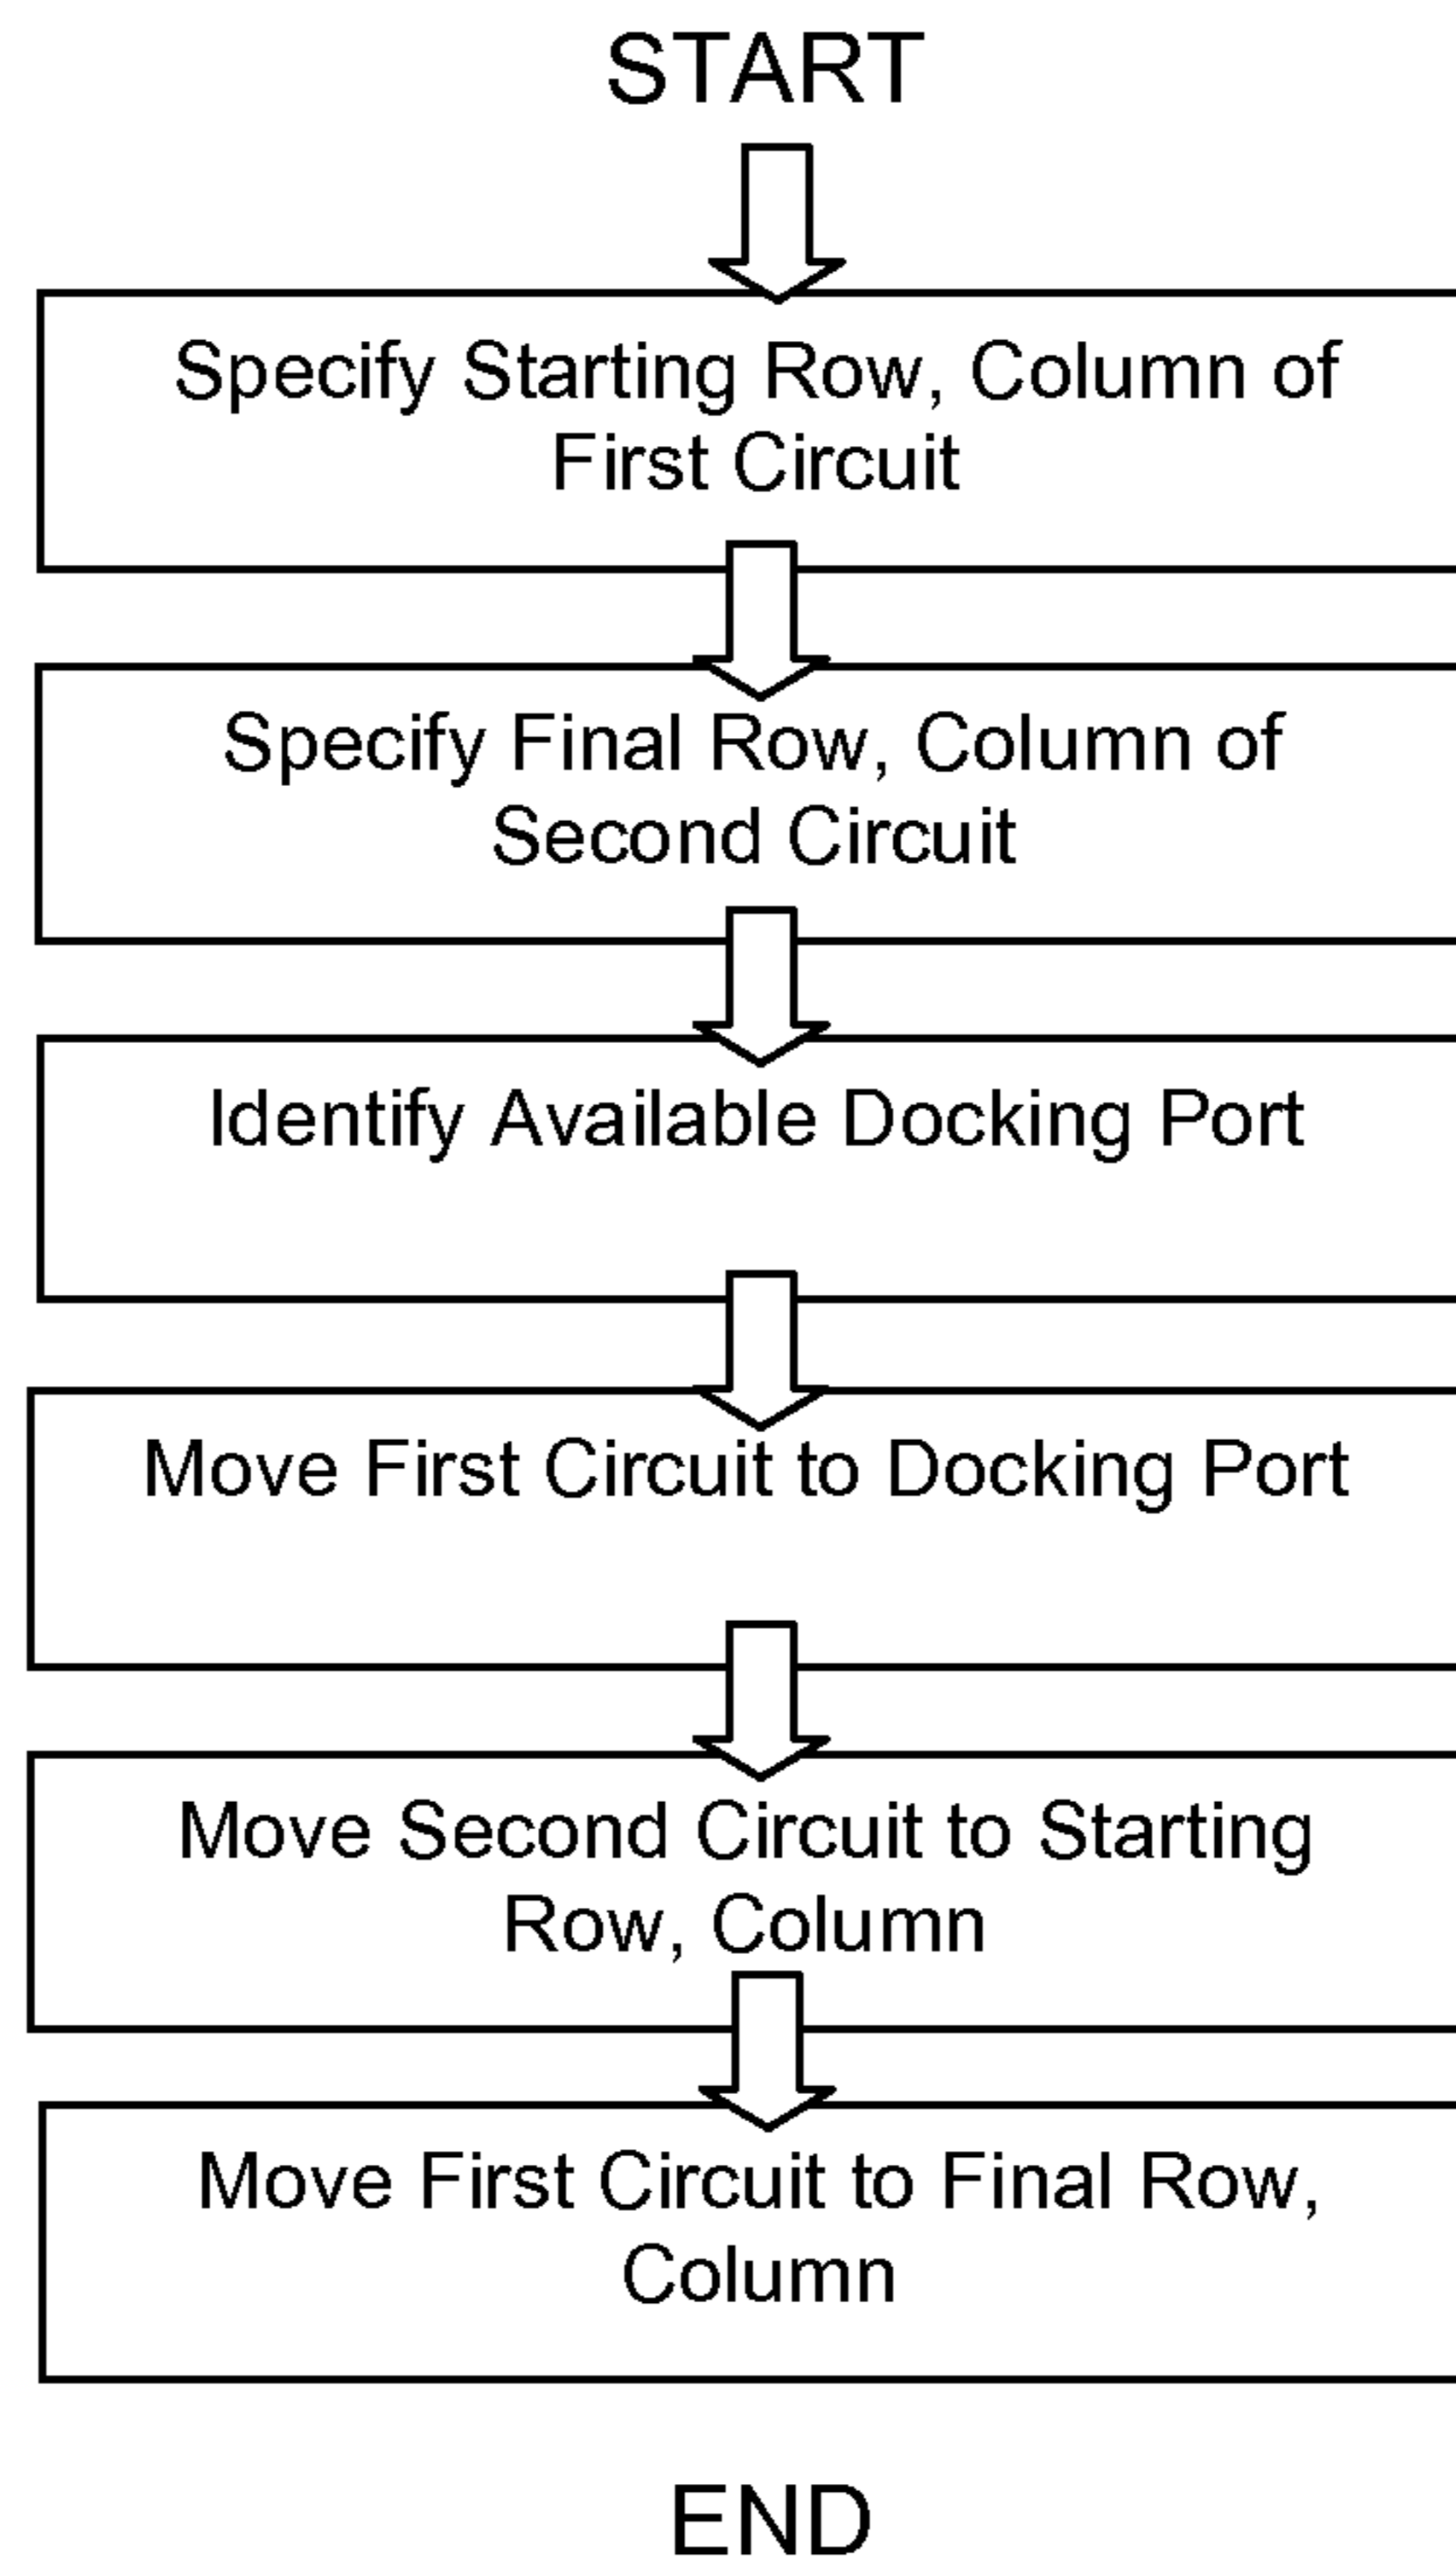 START
Specify Starting Row, Column of
First Circuit
Specify Final Row, Column of
Second Circuit
Identify Available Docking Port
Move First Circuit to Docking Port
Move Second Circuit to Starting
Row, Column
Move First Circuit to Final Row,
Column
END